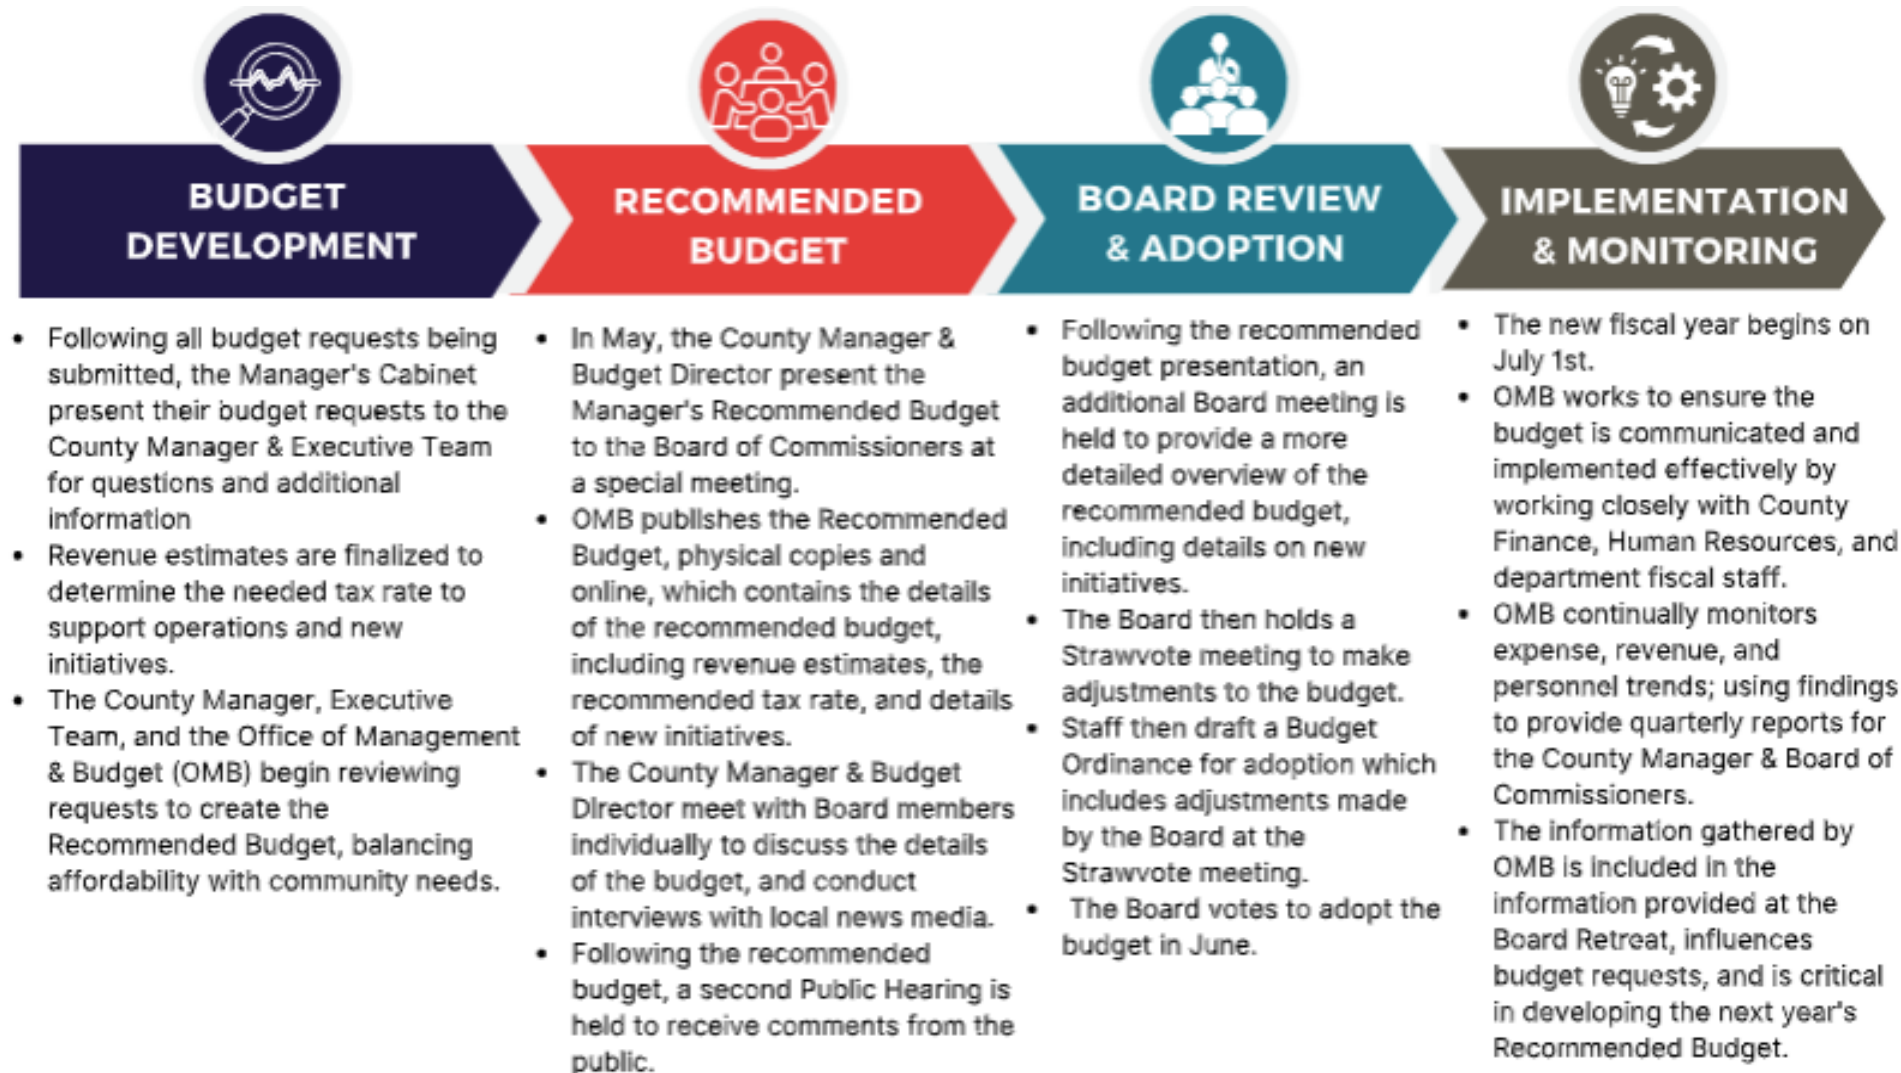 BUDGET
DEVELOPMENT
• Following all budget requests being
submitted, the Manager's Cabinet
present their budget requests to the
County Manager & Executive Team
for questions and additional
information
• Revenue estimates are finalized to
determine the needed tax rate to
support operations and new
initiatives.
• The County Manager, Executive
Team, and the Office of Management
& Budget (OMB) begin reviewing
requests to create the
Recommended Budget, balancing
affordability with community needs.
RECOMMENDED
BUDGET
• In May, the County Manager &
Budget Director present the
Manager's Recommended Budget
to the Board of Commissioners at
a special meeting.
• OMB publishes the Recommended
Budget, physical copies and
online, which contains the details
of the recommended budget,
including revenue estimates, the
recommended tax rate, and details
of new initiatives.
• The County Manager & Budget
Director meet with Board members
individually to discuss the details
of the budget, and conduct
interviews with local news media.
• Following the recommended
budget, a second Public Hearing is
held to receive comments from the
public.
BOARD REVIEW
& ADOPTION
• Following the recommended
budget presentation, an
additional Board meeting is
held to provide a more
detailed overview of the
recommended budget,
including details on new
initiatives.
• The Board then holds a
Strawvote meeting to make
adjustments to the budget.
• Staff then draft a Budget
Ordinance for adoption which
includes adjustments made
by the Board at the
Strawvote meeting.
• The Board votes to adopt the
budget in June.
IMPLEMENTATION
& MONITORING
• The new fiscal year begins on
July 1st.
• OMB works to ensure the
budget is communicated and
implemented effectively by
working closely with County
Finance, Human Resources, and
department fiscal staff.
• OMB continually monitors
expense, revenue, and
personnel trends; using findings
to provide quarterly reports for
the County Manager & Board of
Commissioners.
• The information gathered by
OMB is included in the
information provided at the
Board Retreat, influences
budget requests, and is critical
in developing the next year's
Recommended Budget.